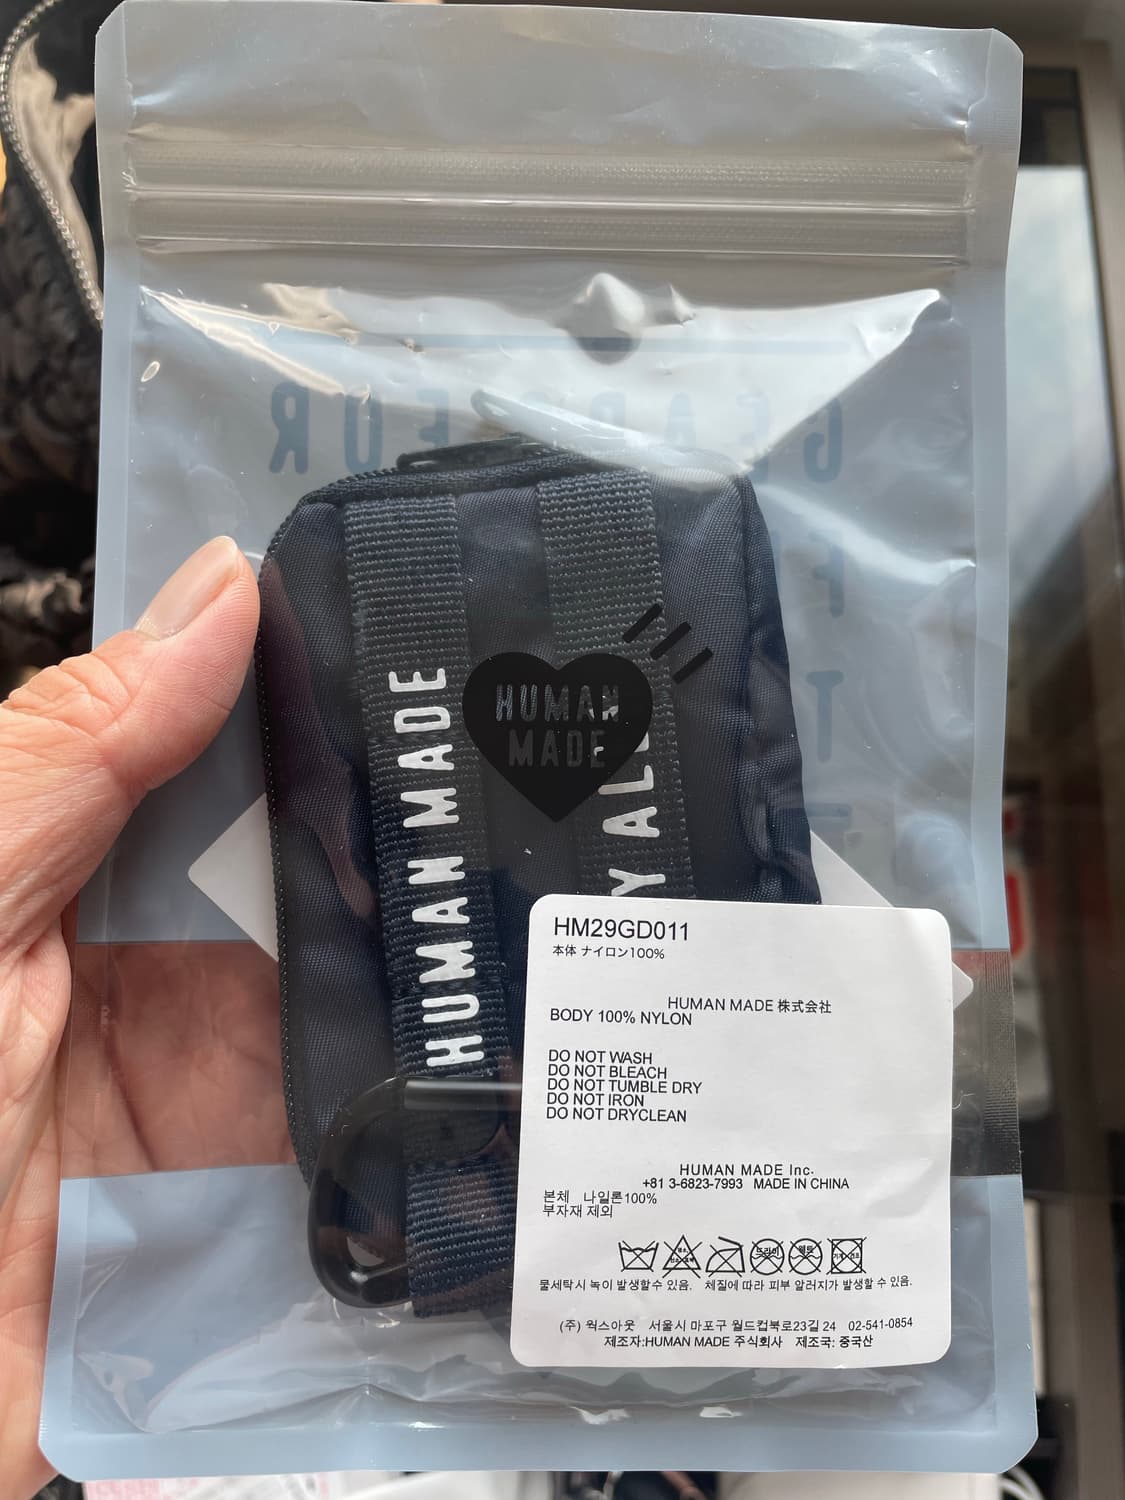 HUMAN MADE
Y ALL
HUMAN
MADE
HM29GD011
本体 ナイロン100%
HUMAN MADE 株式会社
BODY 100% NYLON
DO NOT WASH
DO NOT BLEACH
DO NOT TUMBLE DRY
DO NOT IRON
DO NOT DRYCLEAN
HUMAN MADE Inc.
+81 3-6823-7993 MADE IN CHINA
본체 나일론100%
부자재 제외
드라이
물세탁시 녹이 발생할수 있음. 체질에 따라 피부 알러지가 발생할 수 있음.
(주) 웍스아웃 서울시 마포구 월드컵북로23길 24 02-541-0854
제조자:HUMAN MADE 주식회사 제조국: 중국산